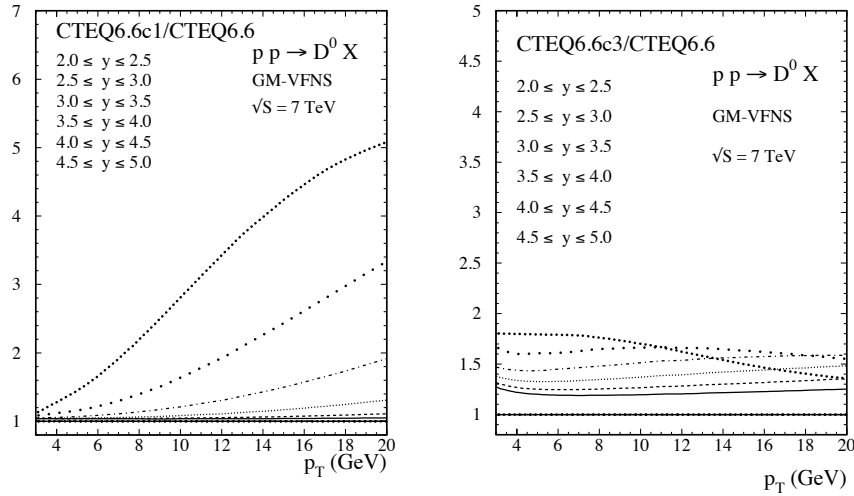 CTEQ6.6c1/CTEQ6.6
p p → D⁰ X
GM-VFNS
√S = 7 TeV
2.0 ≤ y ≤ 2.5
2.5 ≤ y ≤ 3.0
3.0 ≤ y ≤ 3.5
3.5 ≤ y ≤ 4.0
4.0 ≤ y ≤ 4.5
4.5 ≤ y ≤ 5.0
7
6
5
4
3
2
1
4 6 8 10 12 14 16 18 20
p_T (GeV)
CTEQ6.6c3/CTEQ6.6
p p → D⁰ X
GM-VFNS
√S = 7 TeV
2.0 ≤ y ≤ 2.5
2.5 ≤ y ≤ 3.0
3.0 ≤ y ≤ 3.5
3.5 ≤ y ≤ 4.0
4.0 ≤ y ≤ 4.5
4.5 ≤ y ≤ 5.0
5
4.5
4
3.5
3
2.5
2
1.5
1
4 6 8 10 12 14 16 18 20
p_T (GeV)